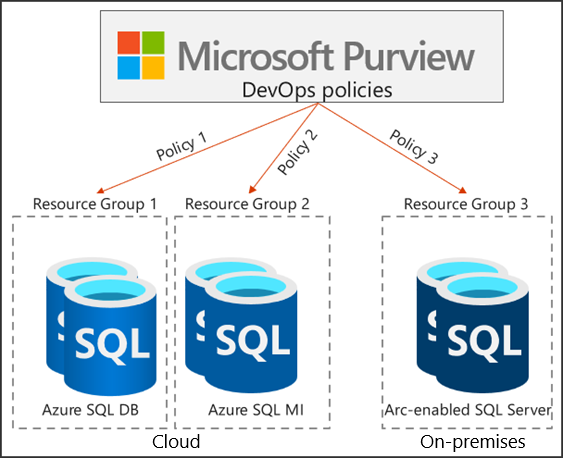 Microsoft Purview
DevOps policies
Policy 1
Policy 2
Policy 3
Resource Group 1
Resource Group 2
Resource Group 3
S
SQL
S
SQL
S
SQL
Azure SQL DB
Azure SQL MI
Arc-enabled SQL Server
Cloud
On-premises